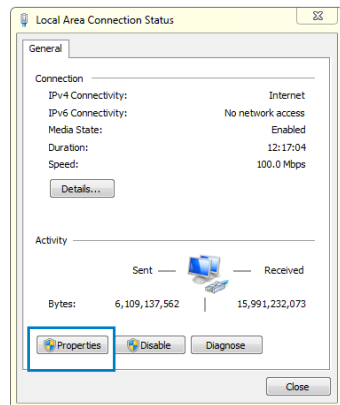 Local Area Connection Status
General
Connection
IPv4 Connectivity: Internet
IPv6 Connectivity: No network access
Media State: Enabled
Duration: 12:17:04
Speed: 100.0 Mbps
Details...
Activity
Sent Received
Bytes: 6,109,137,562 15,991,232,073
Properties Disable Diagnose
Close